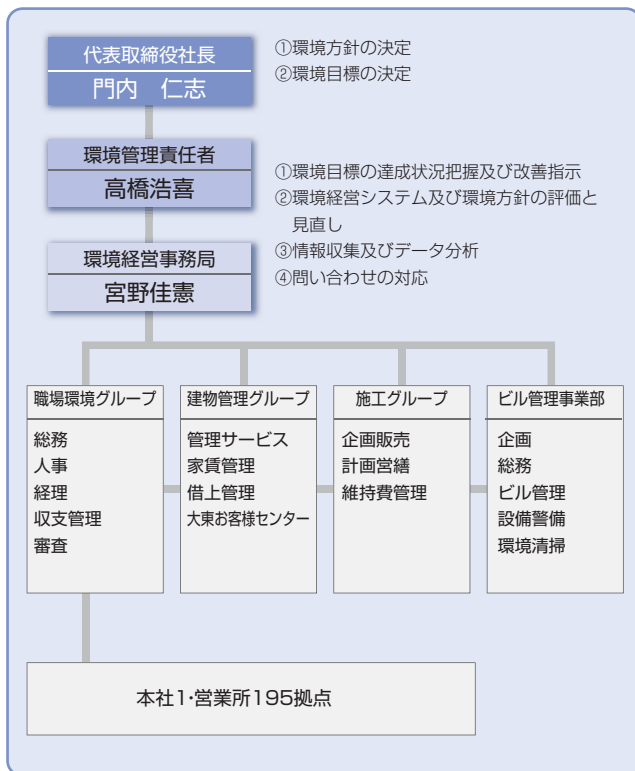 代表取締役社長
門内　仁志
①環境方針の決定
②環境目標の決定
環境管理責任者
高橋浩喜
①環境目標の達成状況把握及び改善指示
②環境経営システム及び環境方針の評価と
見直し
③情報収集及びデータ分析
④問い合わせの対応
環境経営事務局
宮野佳憲
職場環境グループ
総務
人事
経理
収支管理
審査
建物管理グループ
管理サービス
家賃管理
借上管理
大東お客様センター
施工グループ
企画販売
計画営繕
維持費管理
ビル管理事業部
企画
総務
ビル管理
設備警備
環境清掃
本社1・営業所195拠点